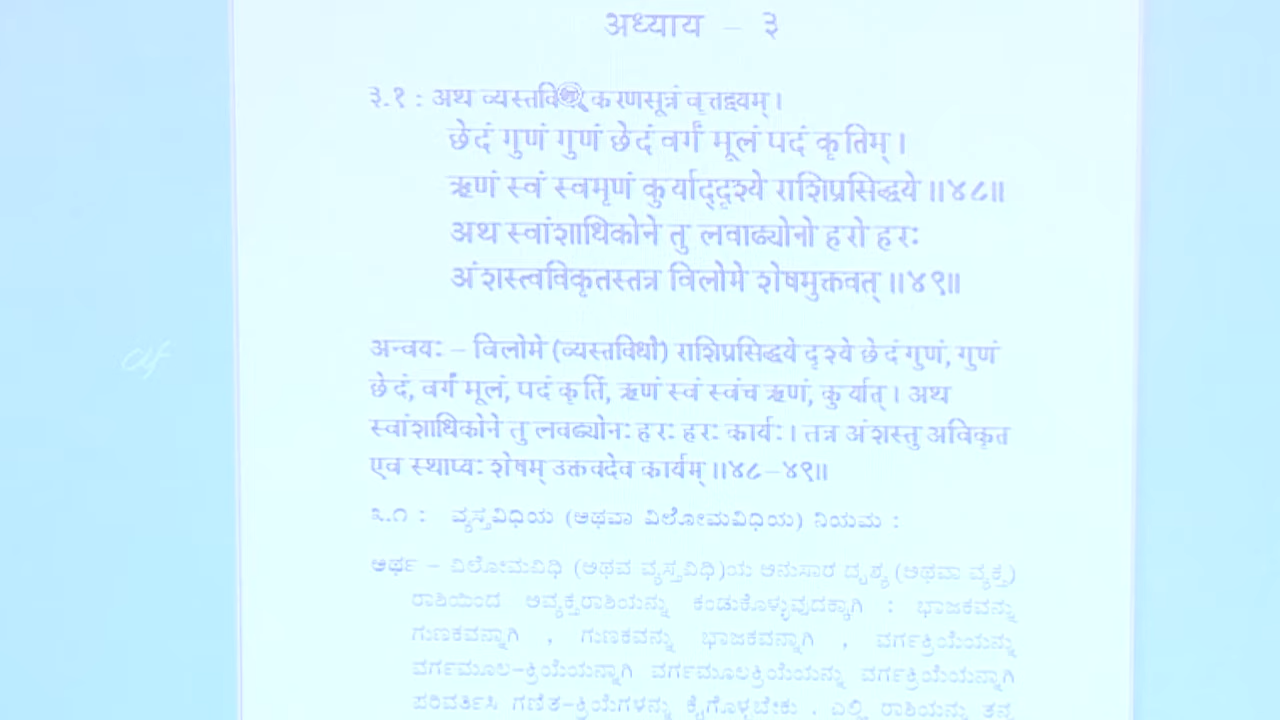 अध्याय – ३
३.१ : अथ व्यस्तविधि करणसूत्रं वृत्तद्वयम् ।
छेदं गुणं गुणं छेदं वर्गं मूलं पदं कृतिम् ।
ऋणं स्वं स्वमृणं कुर्याद्दृश्ये राशिप्रसिद्धये ॥४८॥
अथ स्वांशाधिकोने तु लवाढ्योनो हरो हरः
अंशस्त्वविकृतस्तत्र विलोमे शेषमुक्तवत् ॥४९॥
अन्वयः – विलोमे (व्यस्तविधौ) राशिप्रसिद्धये दृश्ये छेदंगुणं, गुणं
छेदं, वर्गं मूलं, पदं कृतिं, ऋणं स्वं स्वंच ऋणं, कुर्यात् । अथ
स्वांशाधिकोने तु लवढ्योनः हरः हरः कार्यः । तत्र अंशस्तु अविकृत
एव स्थाप्यः शेषम् उक्तवदेव कार्यम् ॥४८–४९॥
೩.೧ : ವ್ಯಸ್ತವಿಧಿಯ (ಅಥವಾ ವಿಲೋಮವಿಧಿಯ) ನಿಯಮ :
ಅರ್ಥ – ವಿಲೋಮವಿಧಿ (ಅಥವ ವ್ಯಸ್ತವಿಧಿ)ಯ ಅನುಸಾರ ದೃಶ್ಯ (ಅಥವಾ ವ್ಯಕ್ತ)
ರಾಶಿಯಿಂದ ಅವ್ಯಕ್ತರಾಶಿಯನ್ನು ಕಂಡುಕೊಳ್ಳುವುದಕ್ಕಾಗಿ : ಭಾಜಕವನ್ನು
ಗುಣಕವನ್ನಾಗಿ , ಗುಣಕವನ್ನು ಭಾಜಕವನ್ನಾಗಿ , ವರ್ಗಕ್ರಿಯೆಯನ್ನು
ವರ್ಗಮೂಲ-ಕ್ರಿಯೆಯನ್ನಾಗಿ ವರ್ಗಮೂಲಕ್ರಿಯೆಯನ್ನು ವರ್ಗಕ್ರಿಯೆಯನ್ನಾಗಿ
ಪರಿವರ್ತಿಸಿ ಗಣಿತ-ಕ್ರಿಯೆಗಳನ್ನು ಕೈಗೊಳ್ಳಬೇಕು . ಎಲ್ಲಿ ರಾಶಿಯನ್ನು ತನ್ನ